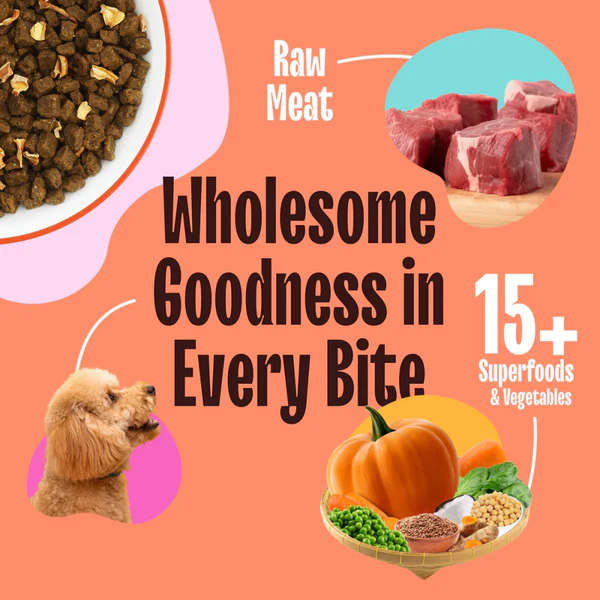 Raw
Meat
Wholesome
Goodness in
Every Bite
15+
Superfoods
& Vegetables